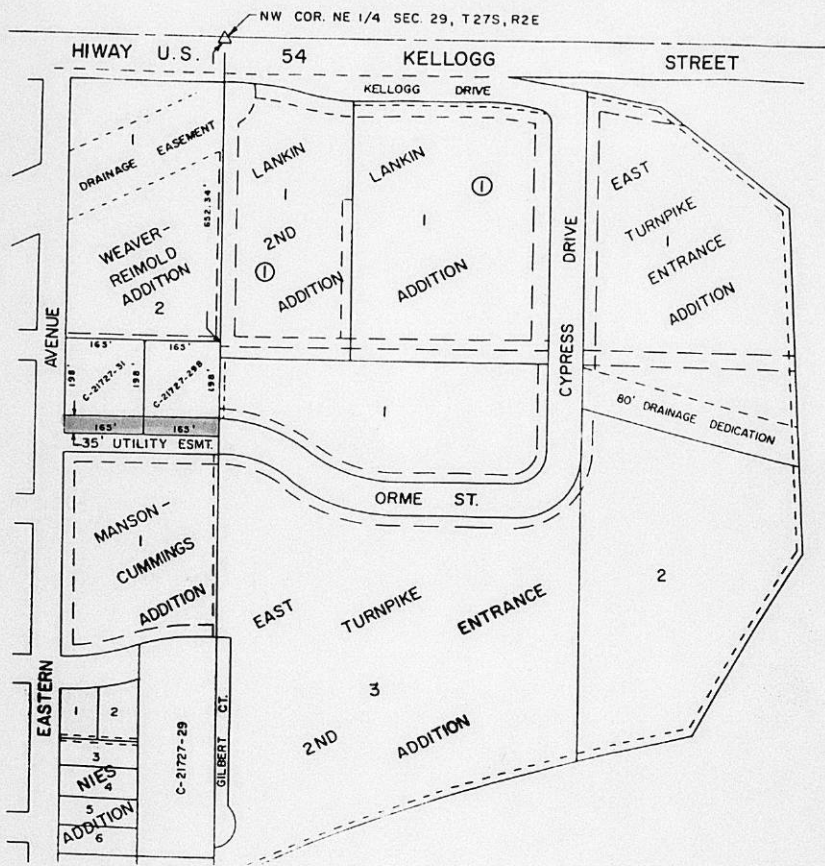 NW COR. NE 1/4 SEC. 29, T27S, R2E
HIWAY U.S. 54 KELLOGG STREET
KELLOGG DRIVE
1
DRAINAGE EASEMENT
652.34'
WEAVER-
REIMOLD
ADDITION
2
LANKIN
1
2ND
ADDITION
1
LANKIN
1
ADDITION
1
CYPRESS DRIVE
EAST
TURNPIKE
1
ENTRANCE
ADDITION
165' 165'
198' C-21727-31 198' C-21727-29B 198'
165' 165'
35' UTILITY ESMT.
1
80' DRAINAGE DEDICATION
ORME ST.
MANSON-
1
CUMMINGS
ADDITION
EAST TURNPIKE ENTRANCE
3
2ND ADDITION
2
EASTERN AVENUE
1 2
3
NIES
4
5
ADDITION
6
C-21727-29
GILBERT CT.